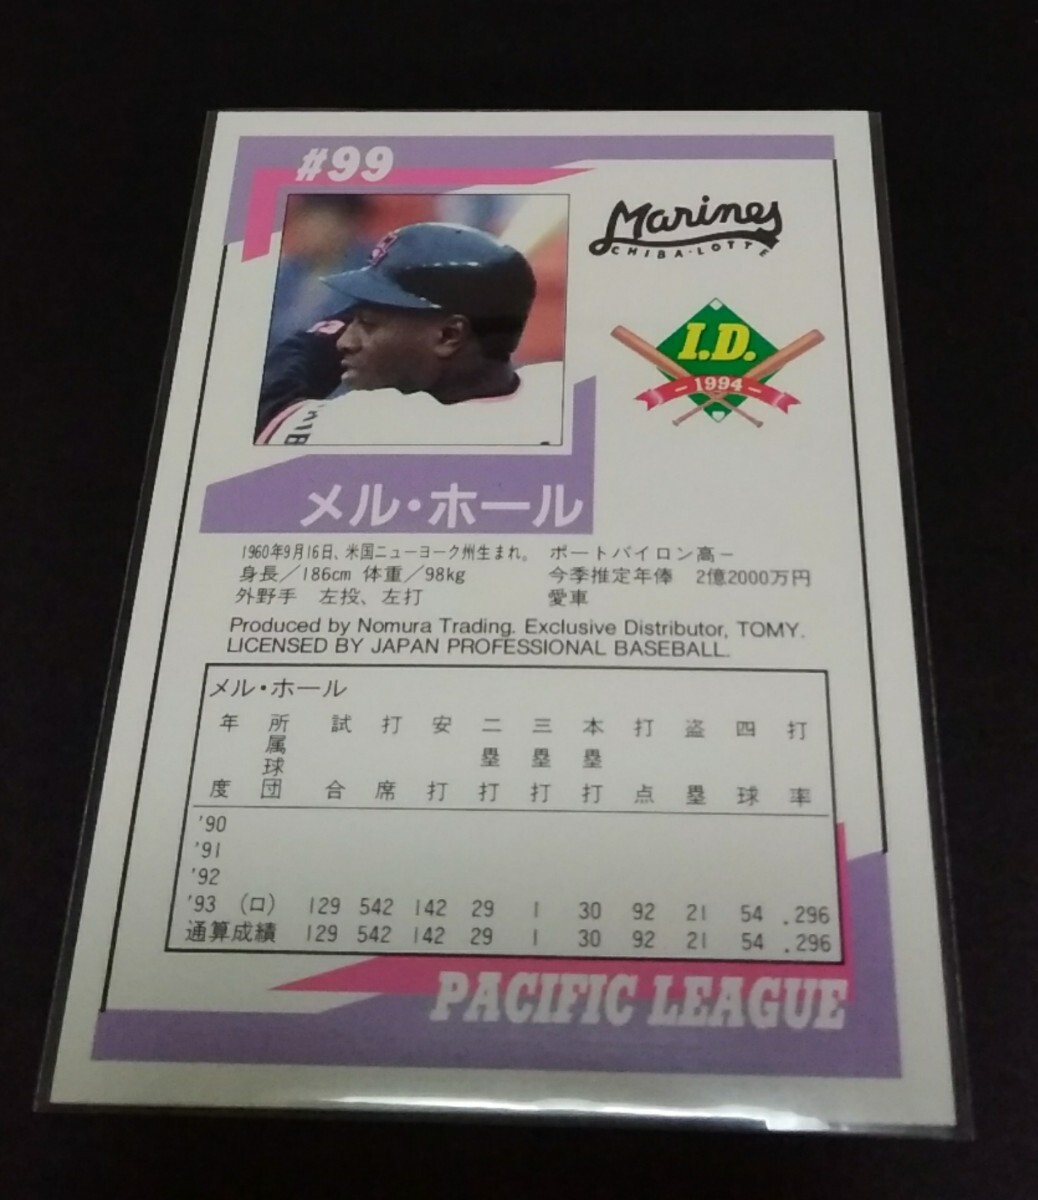 #99
Marines
CHIBA・LOTTE
I.D.
1994
メル・ホール
1960年9月16日、米国ニューヨーク州生まれ。 ポートバイロン高－
身長／186cm 体重／98kg 今季推定年俸 2億2000万円
外野手 左投、左打 愛車
Produced by Nomura Trading. Exclusive Distributor, TOMY.
LICENSED BY JAPAN PROFESSIONAL BASEBALL.
メル・ホール
年度 所属球団 試合 打席 安打 二塁打 三塁打 本塁打 打点 盗塁 四球 打率
'90
'91
'92
'93 (ロ) 129 542 142 29 1 30 92 21 54 .296
通算成績 129 542 142 29 1 30 92 21 54 .296
PACIFIC LEAGUE